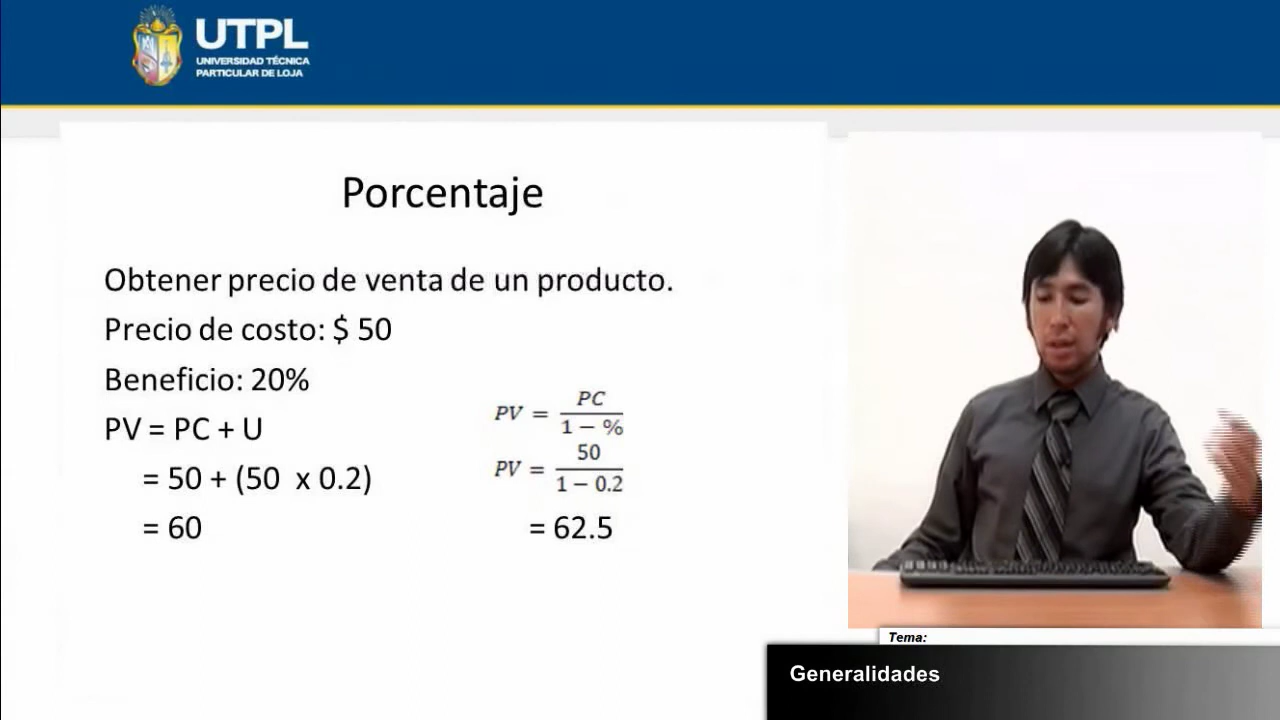 UTPL
UNIVERSIDAD TÉCNICA
PARTICULAR DE LOJA
Porcentaje
Obtener precio de venta de un producto.
Precio de costo: $ 50
Beneficio: 20%
PV = PC + U
= 50 + (50 x 0.2)
= 60
PV = PC / 1 − %
PV = 50 / 1 − 0.2
= 62.5
Tema:
Generalidades